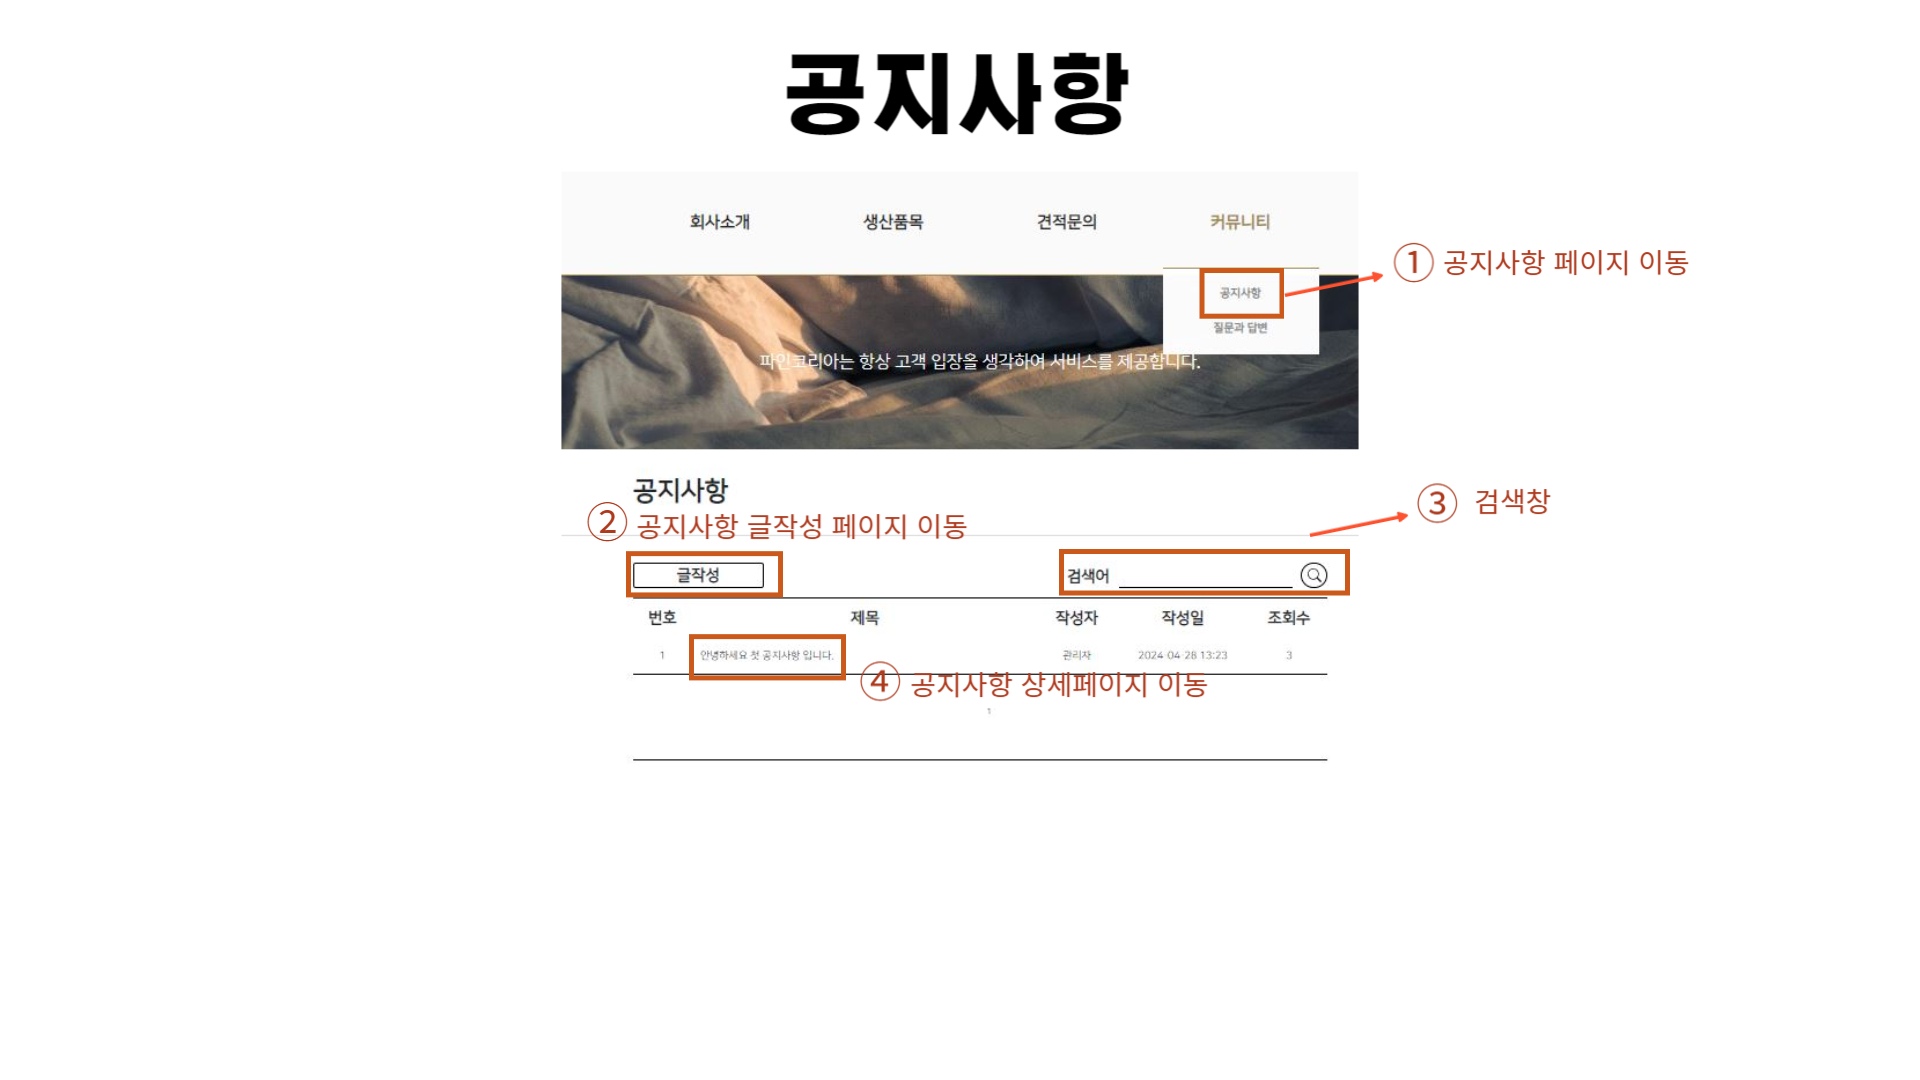 공지사항
회사소개 생산품목 견적문의 커뮤니티
① 공지사항 페이지 이동
공지사항
질문과 답변
파인코리아는 항상 고객 입장을 생각하여 서비스를 제공합니다.
공지사항
② 공지사항 글작성 페이지 이동
③ 검색창
글작성 검색어
번호 제목 작성자 작성일 조회수
1 안녕하세요 첫 공지사항 입니다. 관리자 2024-04-28 13:23 3
④ 공지사항 상세페이지 이동
1